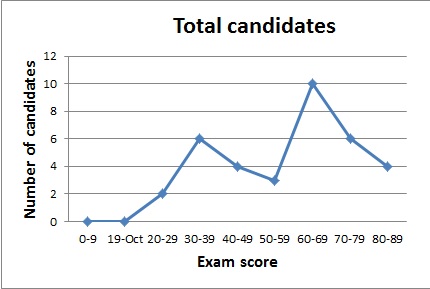 Total candidates
Number of candidates
12
10
8
6
4
2
0
0-9 19-Oct 20-29 30-39 40-49 50-59 60-69 70-79 80-89
Exam score